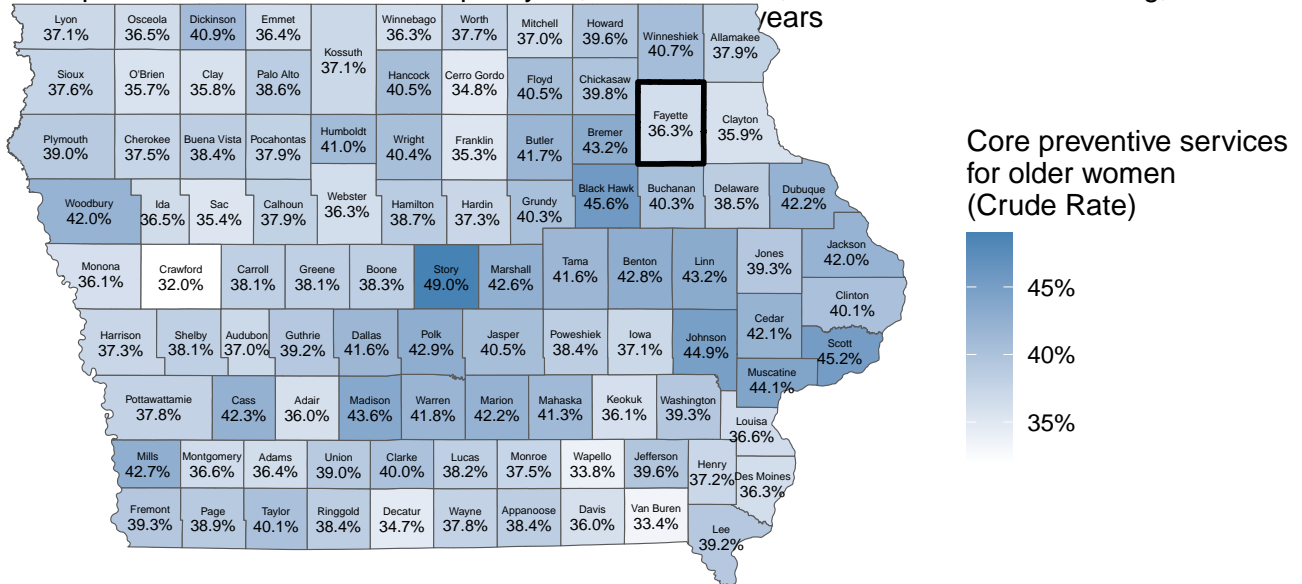 years
Lyon
37.1%
Osceola
36.5%
Dickinson
40.9%
Emmet
36.4%
Kossuth
37.1%
Winnebago
36.3%
Worth
37.7%
Mitchell
37.0%
Howard
39.6%
Winneshiek
40.7%
Allamakee
37.9%
Sioux
37.6%
O'Brien
35.7%
Clay
35.8%
Palo Alto
38.6%
Hancock
40.5%
Cerro Gordo
34.8%
Floyd
40.5%
Chickasaw
39.8%
Fayette
36.3%
Clayton
35.9%
Plymouth
39.0%
Cherokee
37.5%
Buena Vista
38.4%
Pocahontas
37.9%
Humboldt
41.0%
Wright
40.4%
Franklin
35.3%
Butler
41.7%
Bremer
43.2%
Woodbury
42.0%
Ida
36.5%
Sac
35.4%
Calhoun
37.9%
Webster
36.3%
Hamilton
38.7%
Hardin
37.3%
Grundy
40.3%
Black Hawk
45.6%
Buchanan
40.3%
Delaware
38.5%
Dubuque
42.2%
Monona
36.1%
Crawford
32.0%
Carroll
38.1%
Greene
38.1%
Boone
38.3%
Story
49.0%
Marshall
42.6%
Tama
41.6%
Benton
42.8%
Linn
43.2%
Jones
39.3%
Jackson
42.0%
Clinton
40.1%
Harrison
37.3%
Shelby
38.1%
Audubon
37.0%
Guthrie
39.2%
Dallas
41.6%
Polk
42.9%
Jasper
40.5%
Poweshiek
38.4%
Iowa
37.1%
Johnson
44.9%
Cedar
42.1%
Scott
45.2%
Muscatine
44.1%
Pottawattamie
37.8%
Cass
42.3%
Adair
36.0%
Madison
43.6%
Warren
41.8%
Marion
42.2%
Mahaska
41.3%
Keokuk
36.1%
Washington
39.3%
Louisa
36.6%
Mills
42.7%
Montgomery
36.6%
Adams
36.4%
Union
39.0%
Clarke
40.0%
Lucas
38.2%
Monroe
37.5%
Wapello
33.8%
Jefferson
39.6%
Henry
37.2%
Des Moines
36.3%
Fremont
39.3%
Page
38.9%
Taylor
40.1%
Ringgold
38.4%
Decatur
34.7%
Wayne
37.8%
Appanoose
38.4%
Davis
36.0%
Van Buren
33.4%
Lee
39.2%
Core preventive services
for older women
(Crude Rate)
45%
40%
35%